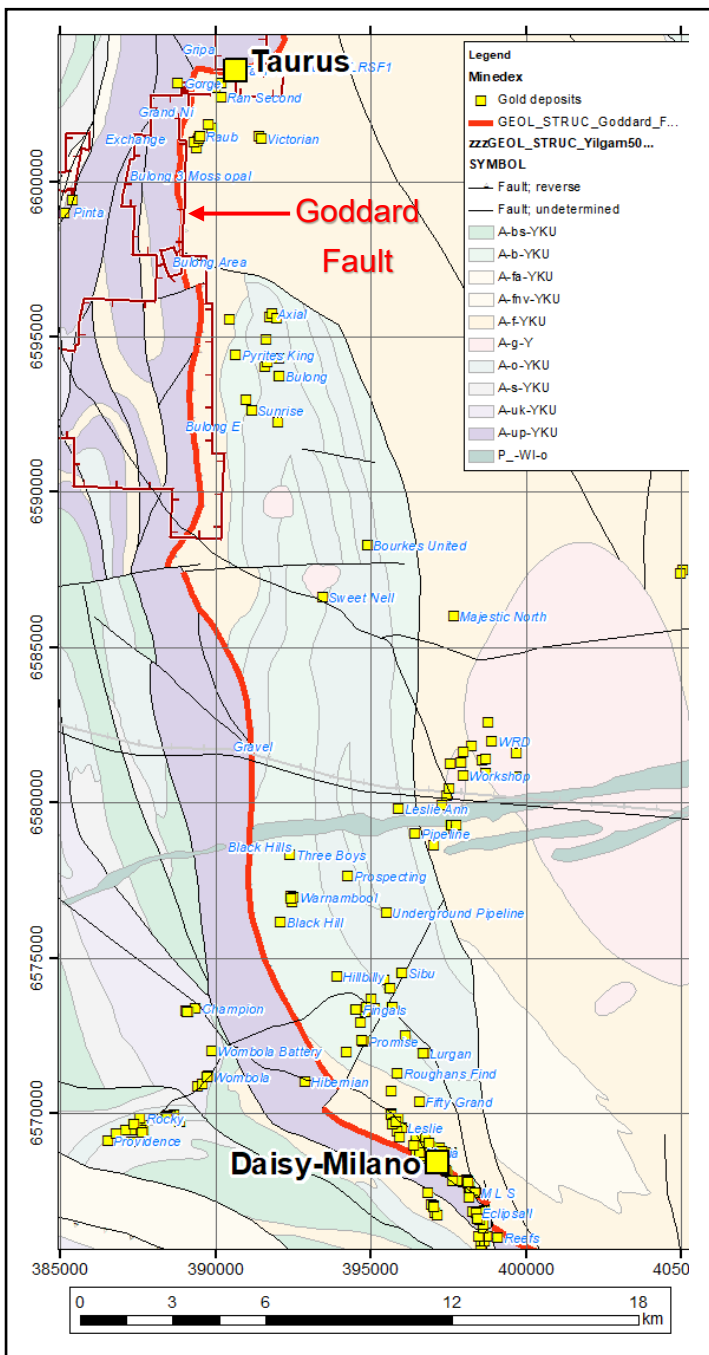 Gripa
Taurus
LRSF1
Gorge
Ran Second
Grand Ni
Exchange
Raub
Victorian
Bulong 3 Moss opal
Pinta
Goddard
Fault
Bulong Area
Axial
Pyrites King
Bulong
Sunrise
Bulong E
Bourkes United
Sweet Nell
Majestic North
WRD
Gravel
Workshop
Leslie Anh
Pipeline
Black Hills
Three Boys
Prospecting
Warnambool
Underground Pipeline
Black Hill
Hillbilly
Sibu
Champion
Fingals
Promise
Wombola Battery
Lurgan
Wombola
Hibernian
Roughans Find
Fifty Grand
Rocky
Leslie
Providence
Daisy-Milano
M L S
Eclipsall
Reefs
Legend
Minedex
Gold deposits
GEOL_STRUC_Goddard_F...
zzzGEOL_STRUC_Yilgarn50...
SYMBOL
Fault; reverse
Fault; undetermined
A-bs-YKU
A-b-YKU
A-fa-YKU
A-fnv-YKU
A-f-YKU
A-g-Y
A-o-YKU
A-s-YKU
A-uk-YKU
A-up-YKU
P_-WI-o
6600000
6595000
6590000
6585000
6580000
6575000
6570000
385000
390000
395000
400000
4050
0
3
6
12
18
km